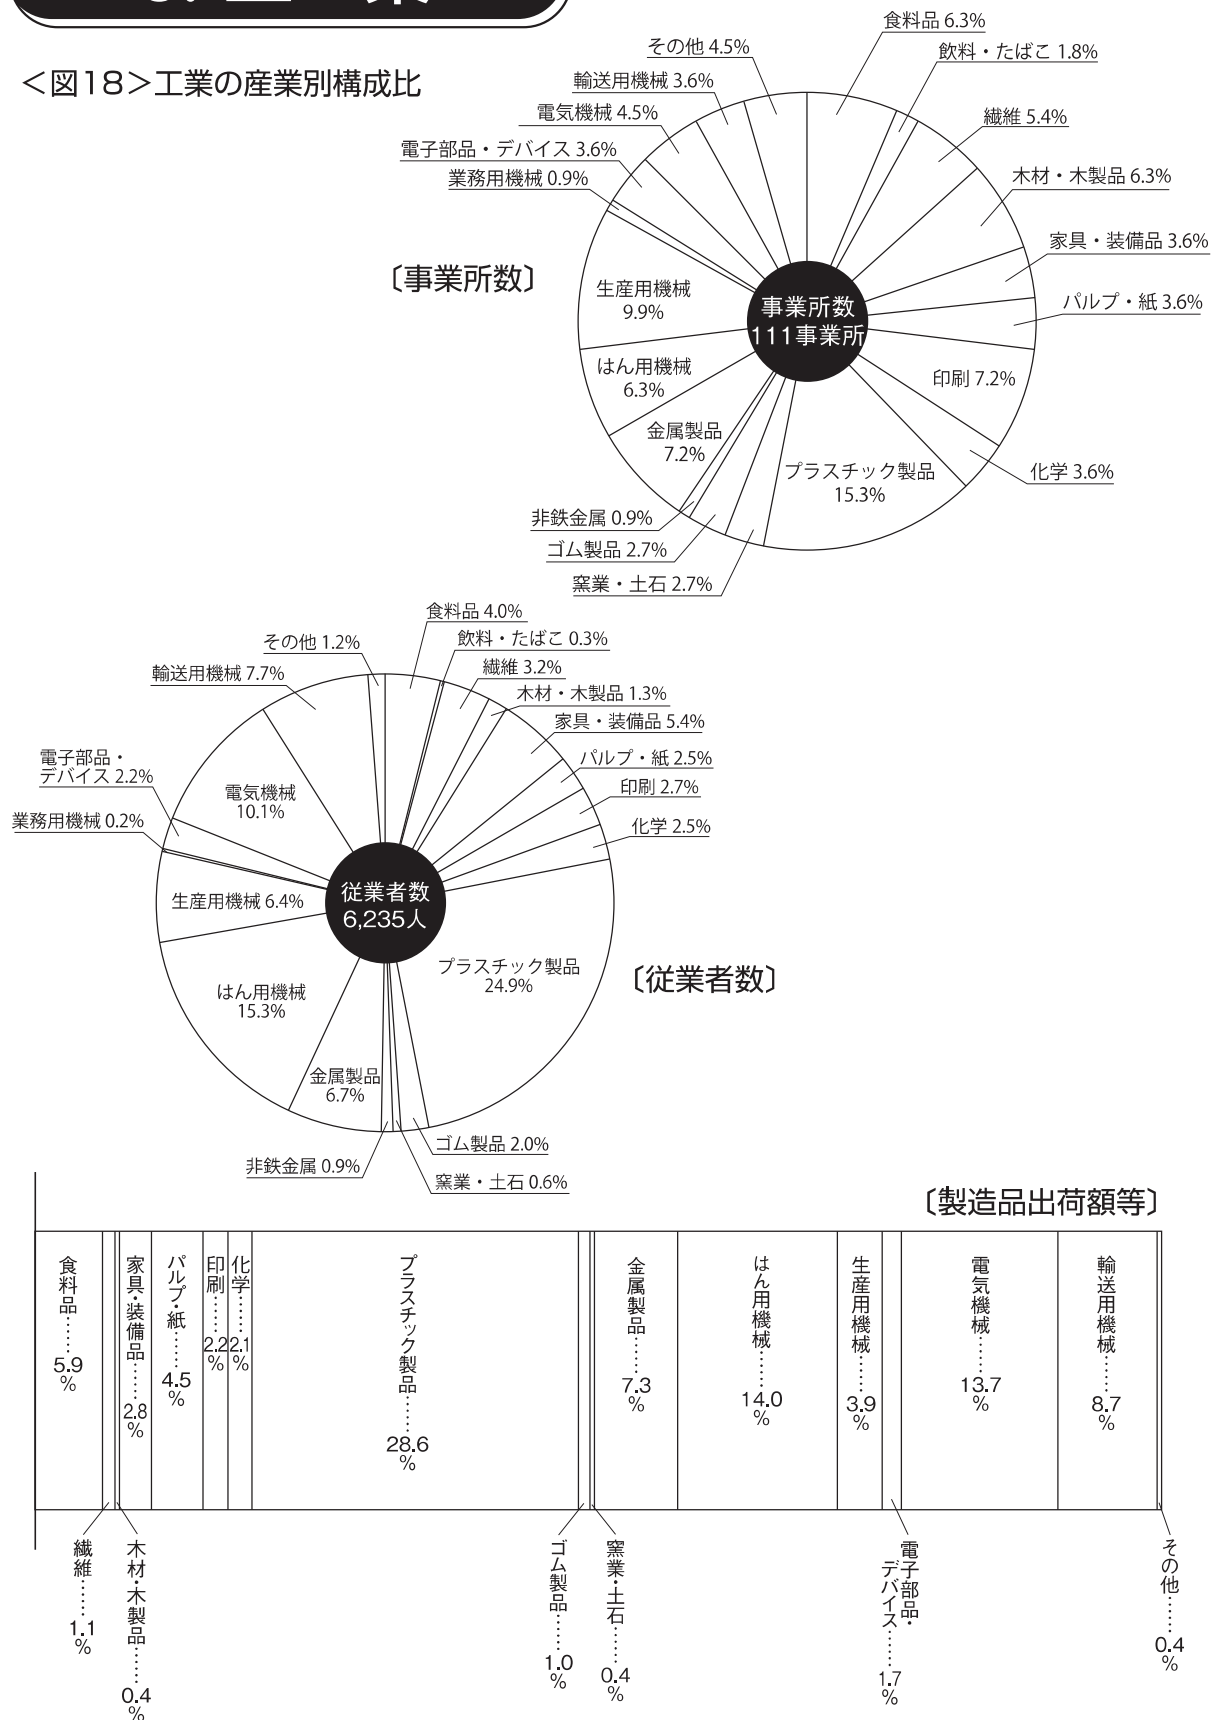 <図18>工業の産業別構成比
〔事業所数〕
食料品 6.3%
飲料・たばこ 1.8%
繊維 5.4%
木材・木製品 6.3%
家具・装備品 3.6%
パルプ・紙 3.6%
印刷 7.2%
化学 3.6%
プラスチック製品
15.3%
窯業・土石 2.7%
ゴム製品 2.7%
非鉄金属 0.9%
金属製品
7.2%
はん用機械
6.3%
生産用機械
9.9%
業務用機械 0.9%
電子部品・デバイス 3.6%
電気機械 4.5%
輸送用機械 3.6%
その他 4.5%
事業所数
111事業所
〔従業者数〕
食料品 4.0%
飲料・たばこ 0.3%
繊維 3.2%
木材・木製品 1.3%
家具・装備品 5.4%
パルプ・紙 2.5%
印刷 2.7%
化学 2.5%
プラスチック製品
24.9%
ゴム製品 2.0%
窯業・土石 0.6%
非鉄金属 0.9%
金属製品
6.7%
はん用機械
15.3%
生産用機械 6.4%
業務用機械 0.2%
電子部品・
デバイス 2.2%
電気機械
10.1%
輸送用機械 7.7%
その他 1.2%
従業者数
6,235人
〔製造品出荷額等〕
食料品……5.9%
繊維……1.1%
木材・木製品……0.4%
家具・装備品……2.8%
パルプ・紙……4.5%
印刷……2.2%
化学……2.1%
プラスチック製品……28.6%
ゴム製品……1.0%
窯業・土石……0.4%
金属製品……7.3%
はん用機械……14.0%
生産用機械……3.9%
電子部品・
デバイス……1.7%
電気機械……13.7%
輸送用機械……8.7%
その他……0.4%